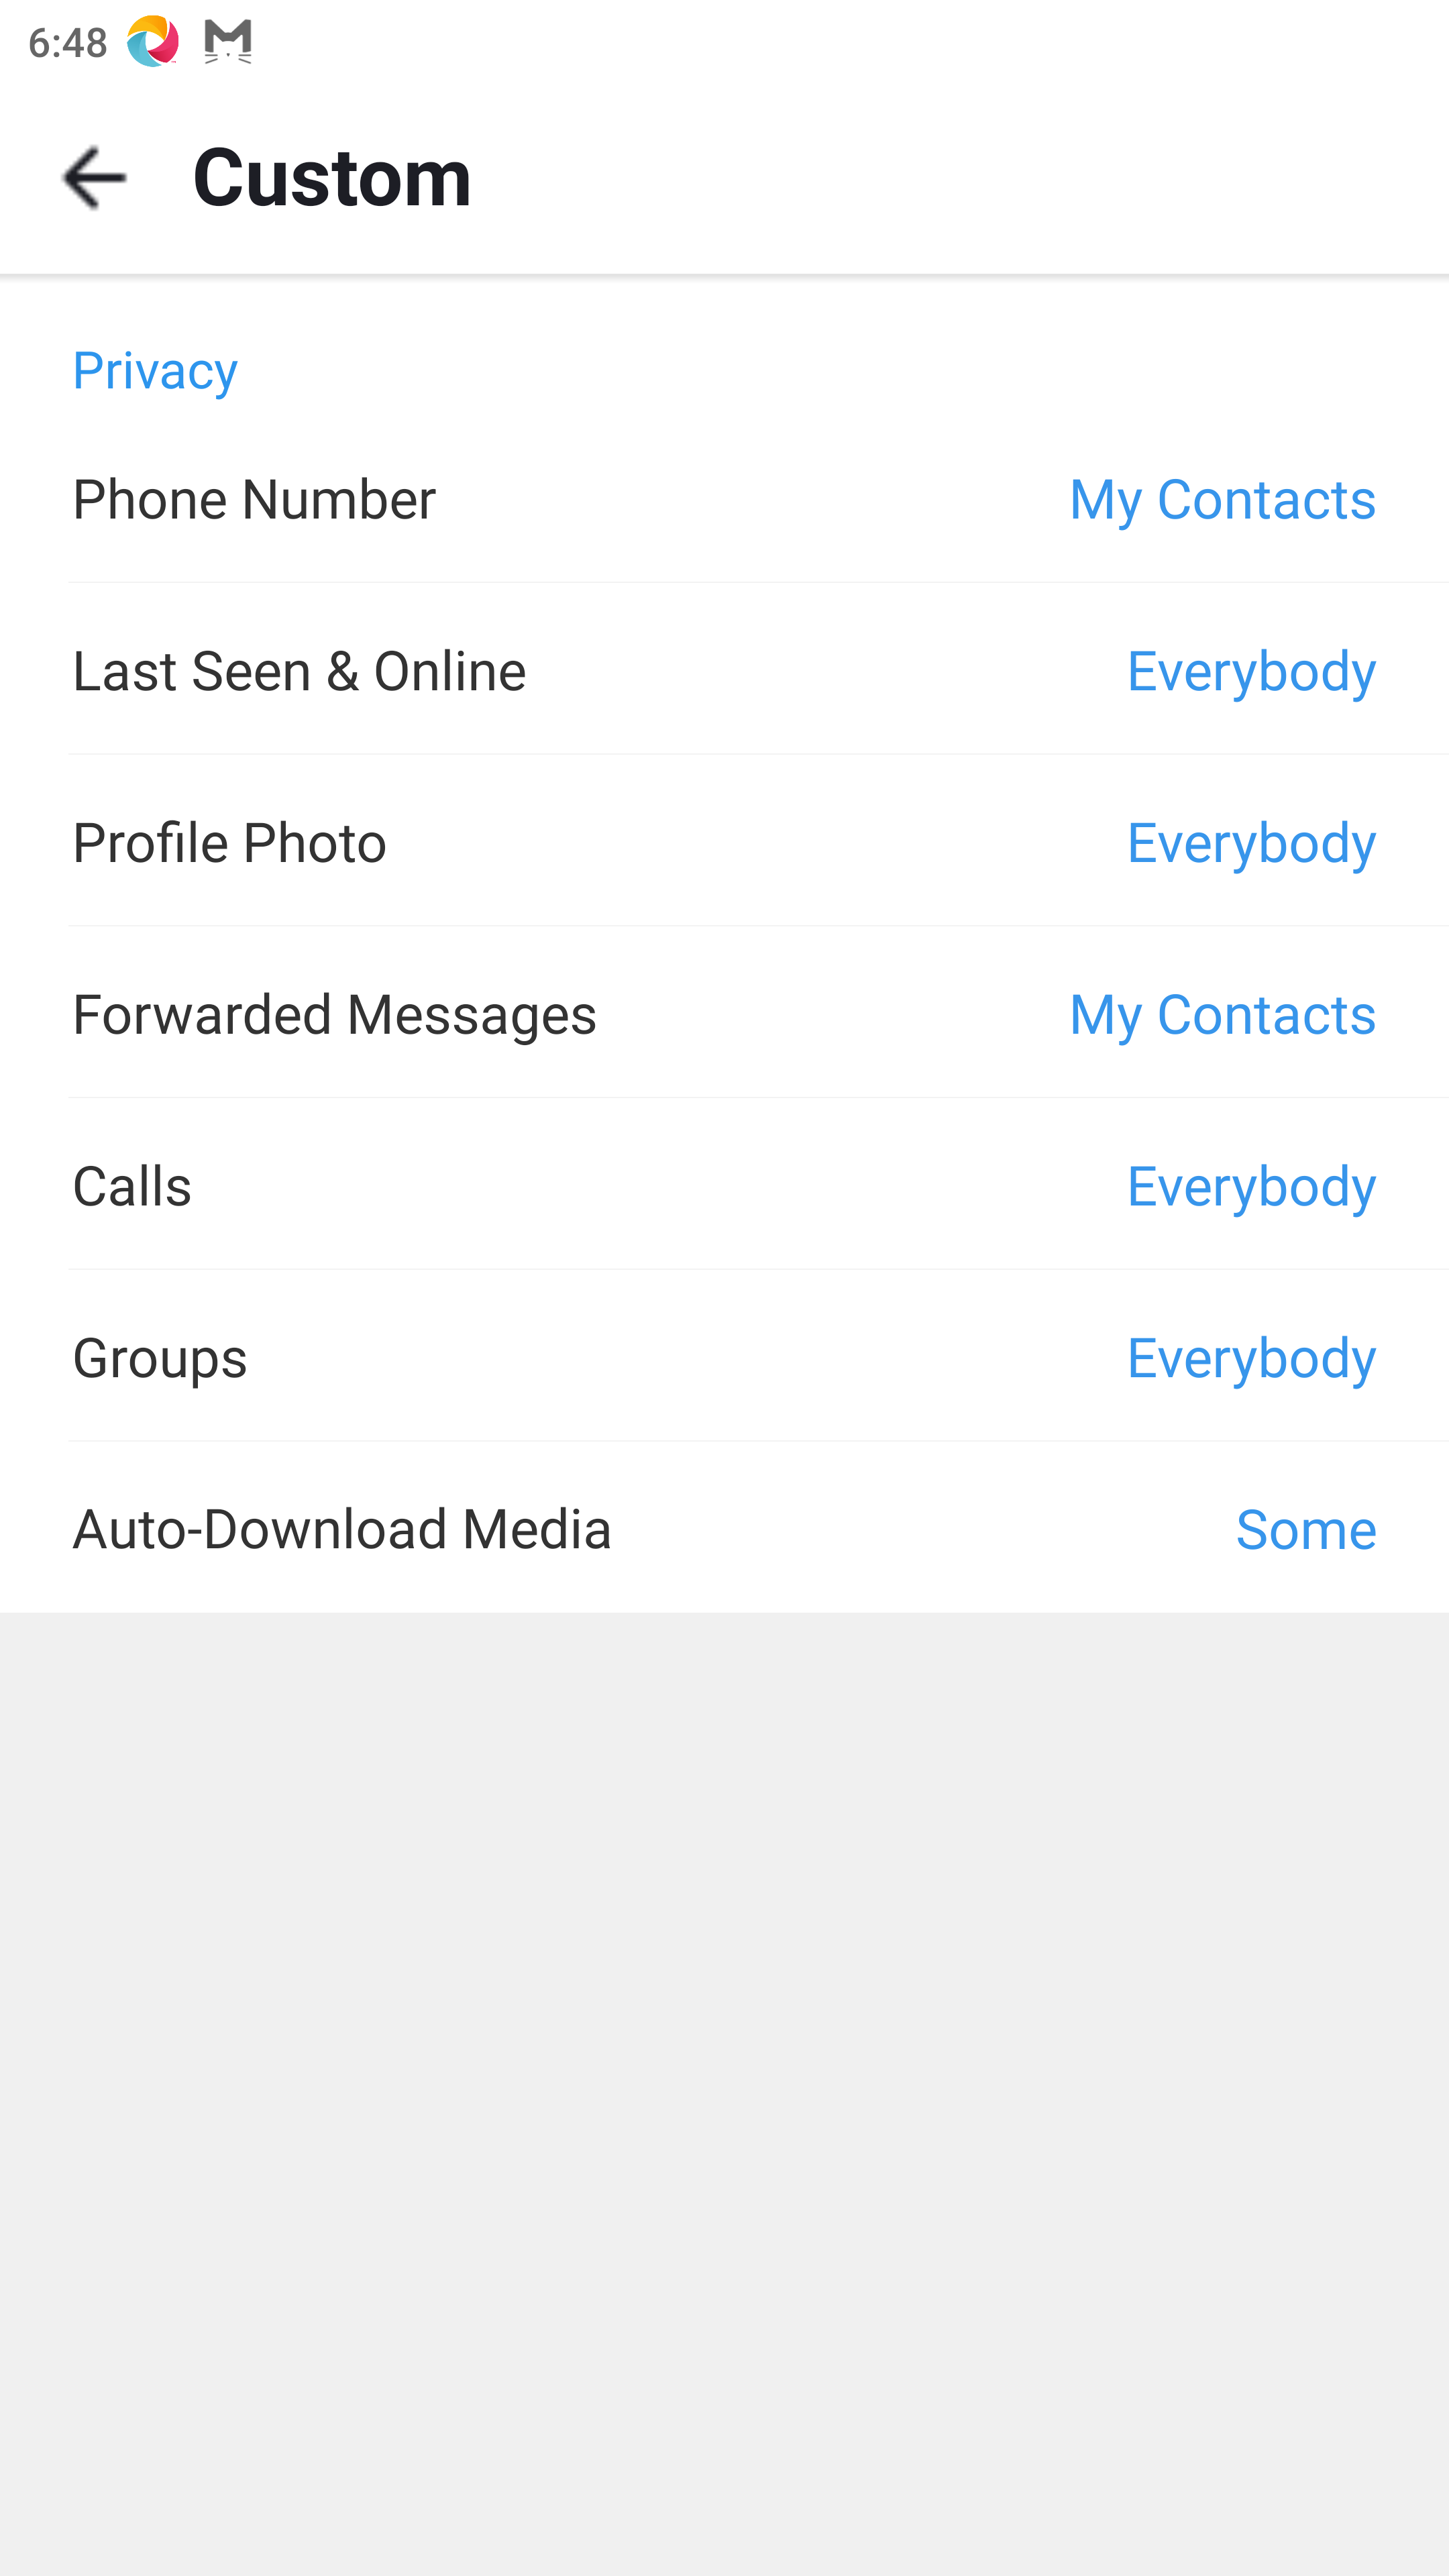 6:48
Custom
Privacy
Phone Number My Contacts
Last Seen & Online Everybody
Profile Photo Everybody
Forwarded Messages My Contacts
Calls Everybody
Groups Everybody
Auto-Download Media Some